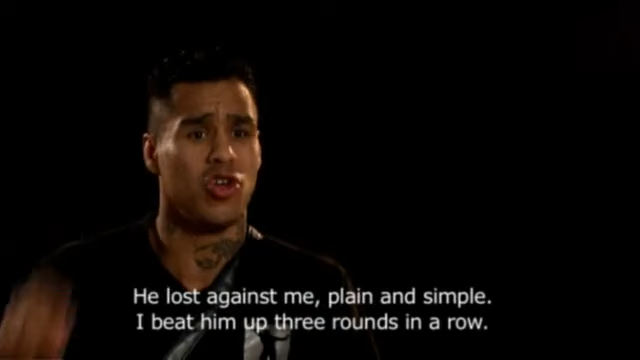 He lost against me, plain and simple.
I beat him up three rounds in a row.